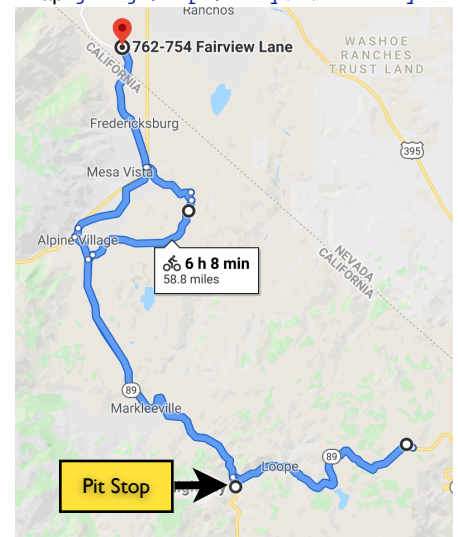 Ranchos
762-754 Fairview Lane
WASHOE
RANCHES
TRUST LAND
CALIFORNIA
395
Fredericksburg
Mesa Vista
Alpine Village
6 h 8 min
58.8 miles
NEVADA
CALIFORNIA
89
Markleeville
Loope
89
Pit Stop